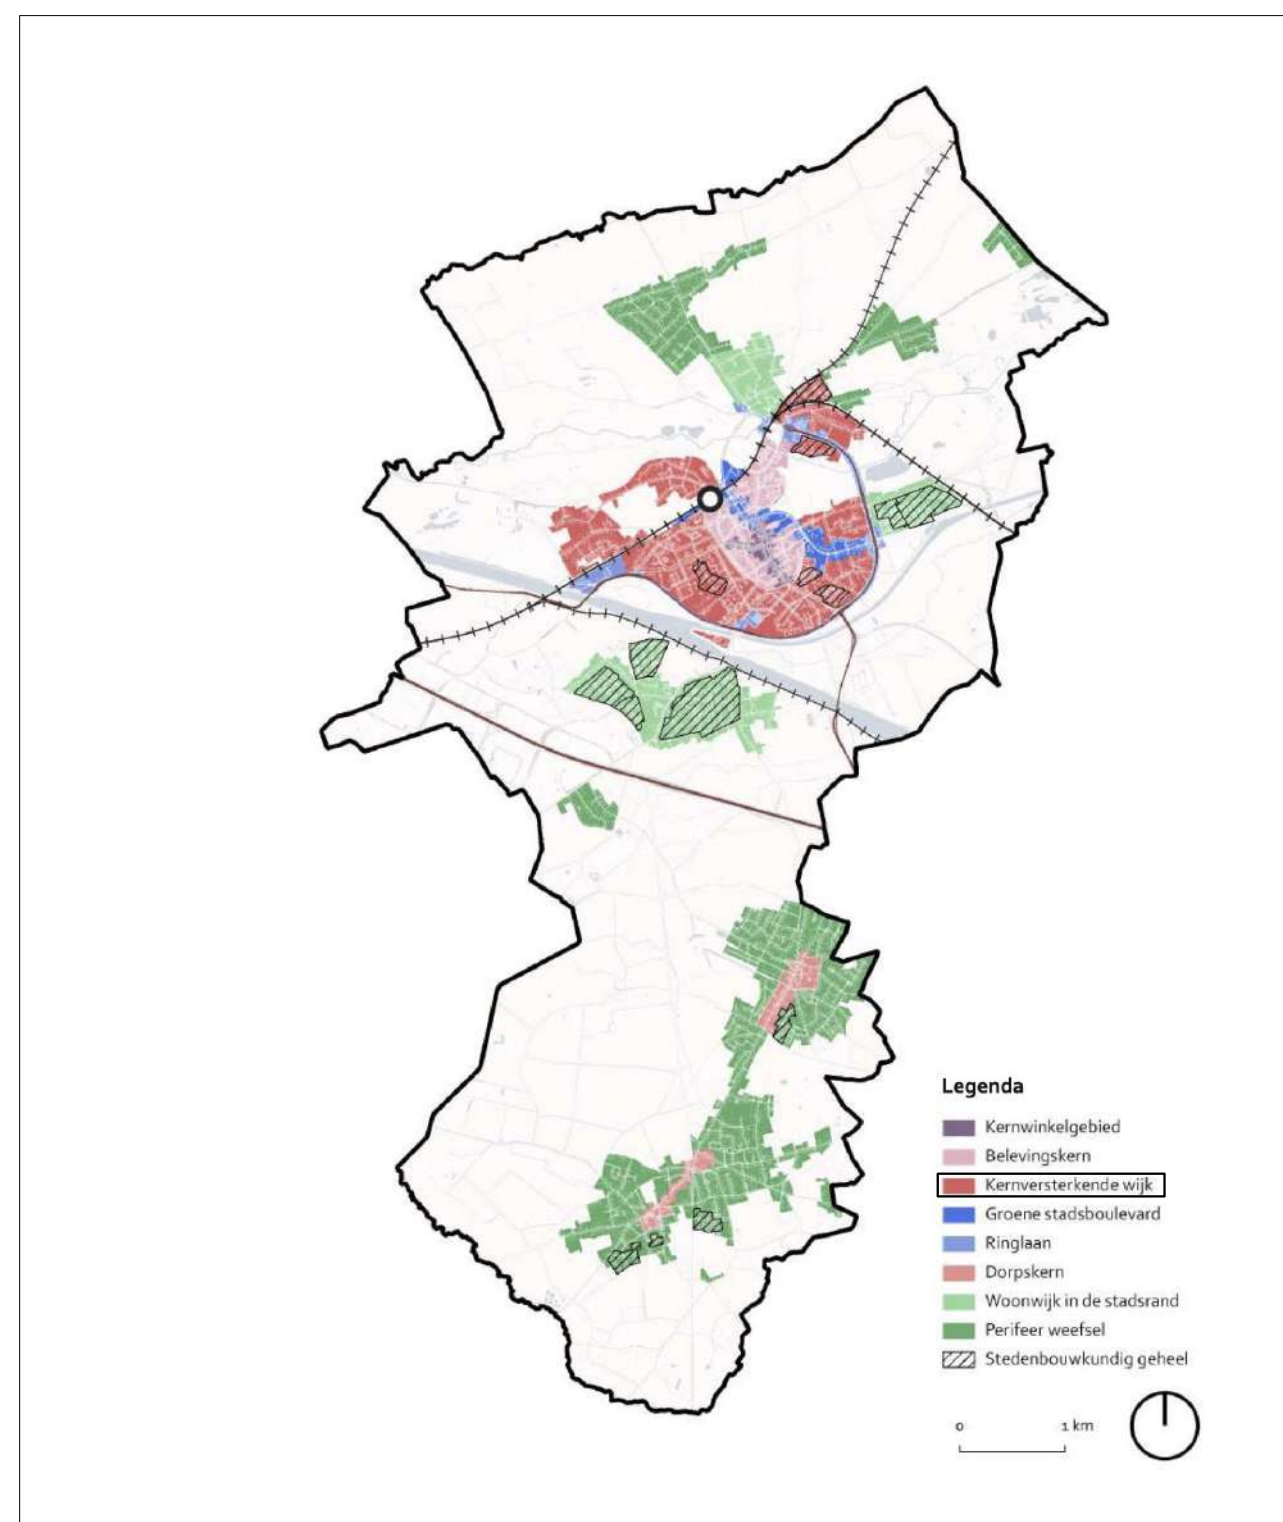 Legenda
Kernwinkelgebied
Belevingskern
Kernversterkende wijk
Groene stadsboulevard
Ringlaan
Dorpskern
Woonwijk in de stadsrand
Perifeer weefsel
Stedenbouwkundig geheel
0 1 km